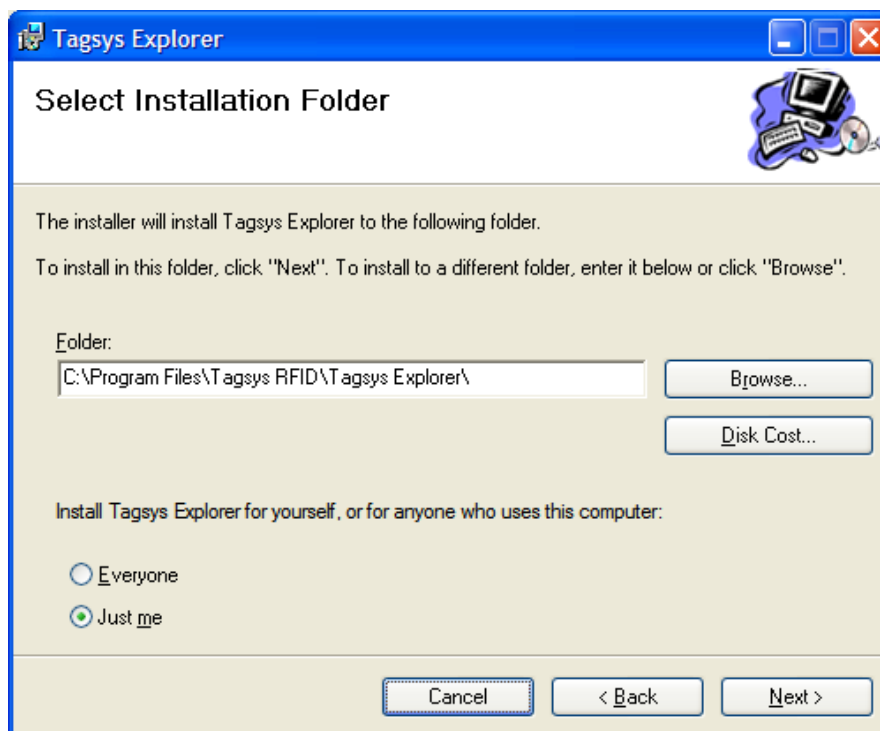 Tagsys Explorer
Select Installation Folder
The installer will install Tagsys Explorer to the following folder.
To install in this folder, click "Next". To install to a different folder, enter it below or click "Browse".
Folder:
C:\Program Files\Tagsys RFID\Tagsys Explorer\
Browse...
Disk Cost...
Install Tagsys Explorer for yourself, or for anyone who uses this computer:
Everyone
Just me
Cancel
< Back
Next >